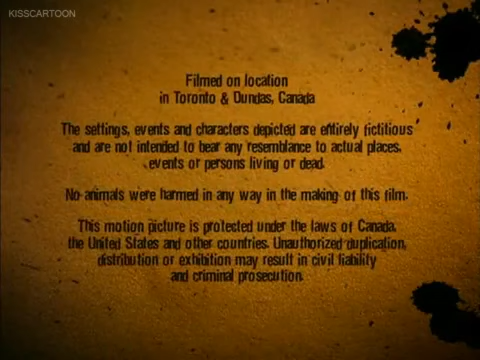 KISSCARTOON
Filmed on location
in Toronto & Dundas, Canada
The settings, events and characters depicted are entirely fictitious
and are not intended to bear any resemblance to actual places,
events or persons living or dead.
No animals were harmed in any way in the making of this film.
This motion picture is protected under the laws of Canada,
the United States and other countries. Unauthorized duplication,
distribution or exhibition may result in civil liability
and criminal prosecution.